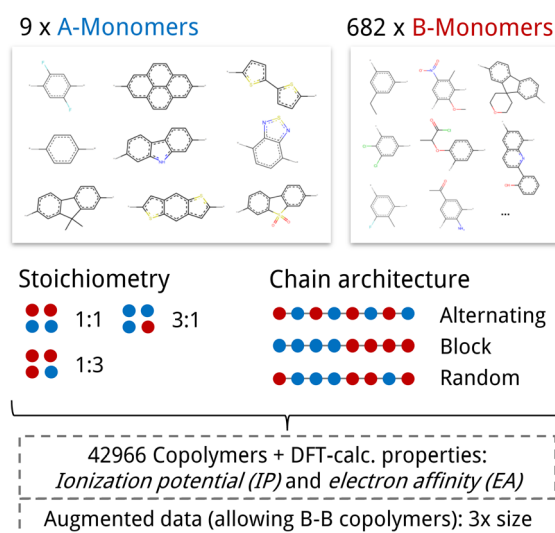 9 x A-Monomers
682 x B-Monomers
...
Stoichiometry
1:1
3:1
1:3
Chain architecture
Alternating
Block
Random
42966 Copolymers + DFT-calc. properties:
Ionization potential (IP) and electron affinity (EA)
Augmented data (allowing B-B copolymers): 3x size